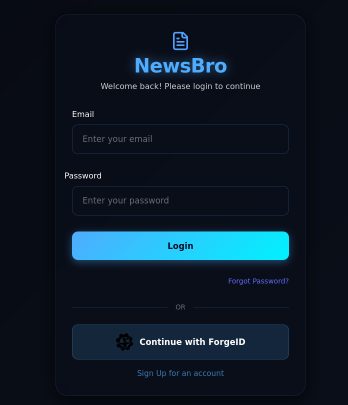 NewsBro
Welcome back! Please login to continue
Email
Enter your email
Password
Enter your password
Login
Forgot Password?
OR
Continue with ForgeID
Sign Up for an account